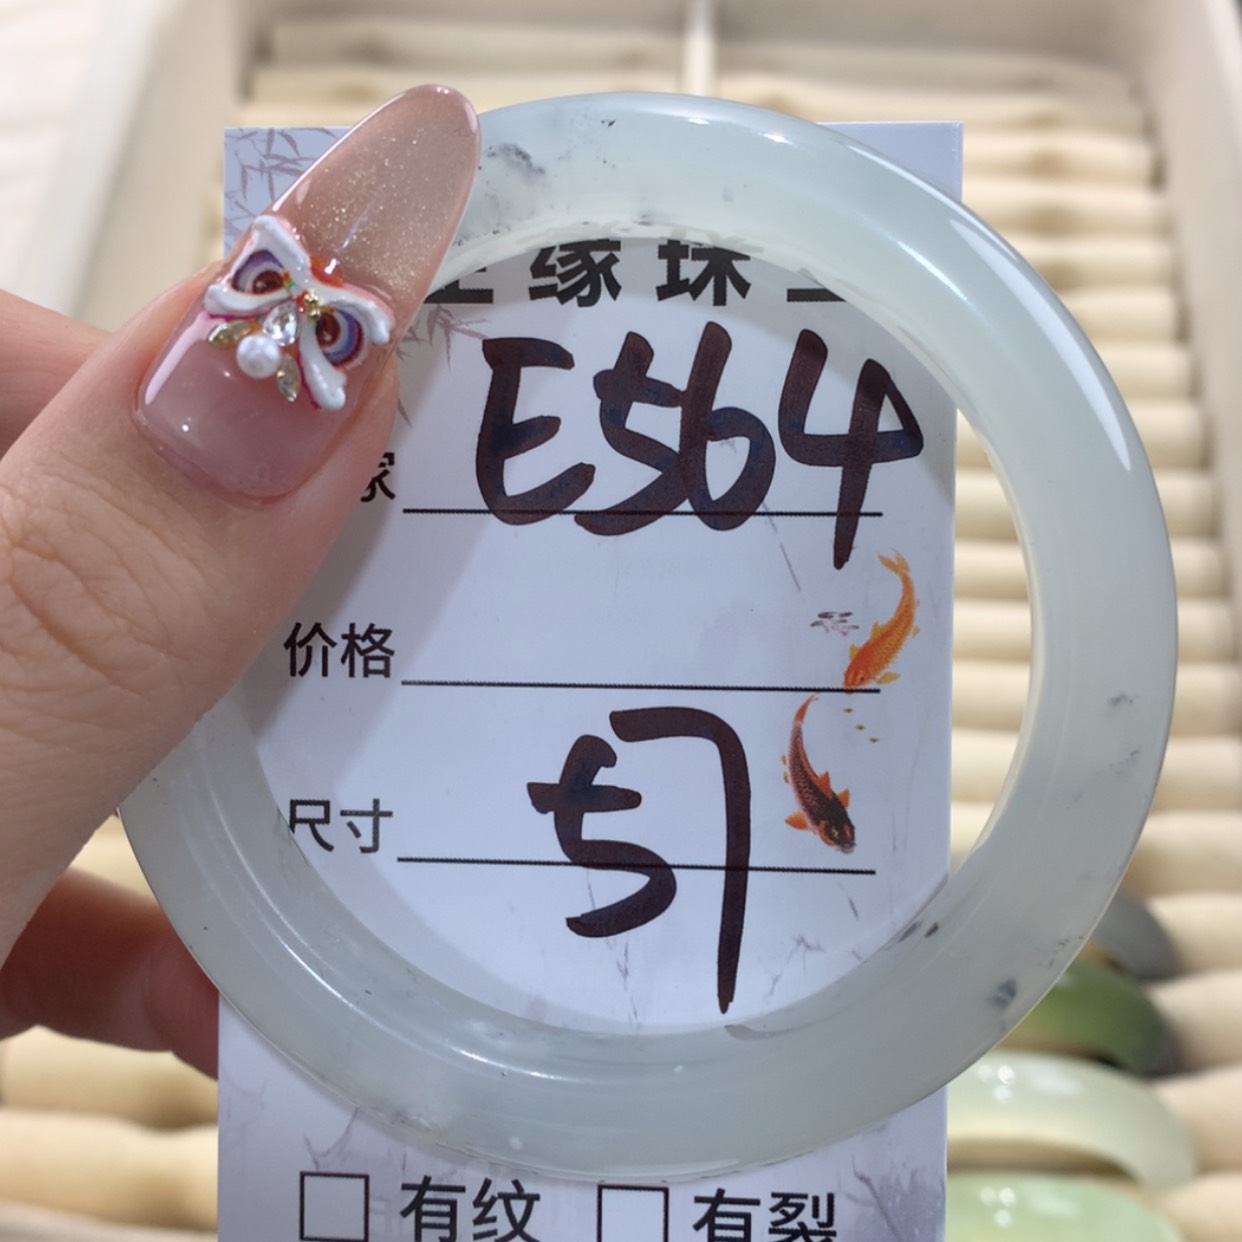 缘珠
家 E564
价格
尺寸 57
有纹 有裂